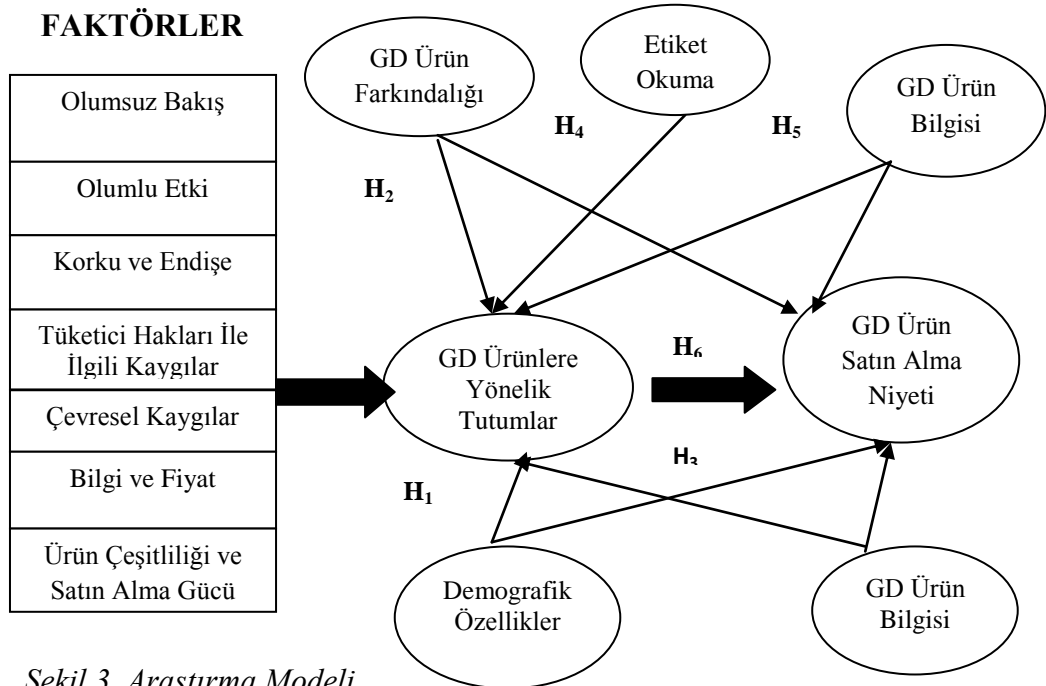 FAKTÖRLER
Olumsuz Bakış
Olumlu Etki
Korku ve Endişe
Tüketici Hakları İle
İlgili Kaygılar
Çevresel Kaygılar
Bilgi ve Fiyat
Ürün Çeşitliliği ve
Satın Alma Gücü
GD Ürün
Farkındalığı
Etiket
Okuma
GD Ürün
Bilgisi
H₄
H₅
H₂
GD Ürünlere
Yönelik
Tutumlar
H₆
GD Ürün
Satın Alma
Niyeti
H₃
H₁
Demografik
Özellikler
GD Ürün
Bilgisi
Şekil 3. Araştırma Modeli